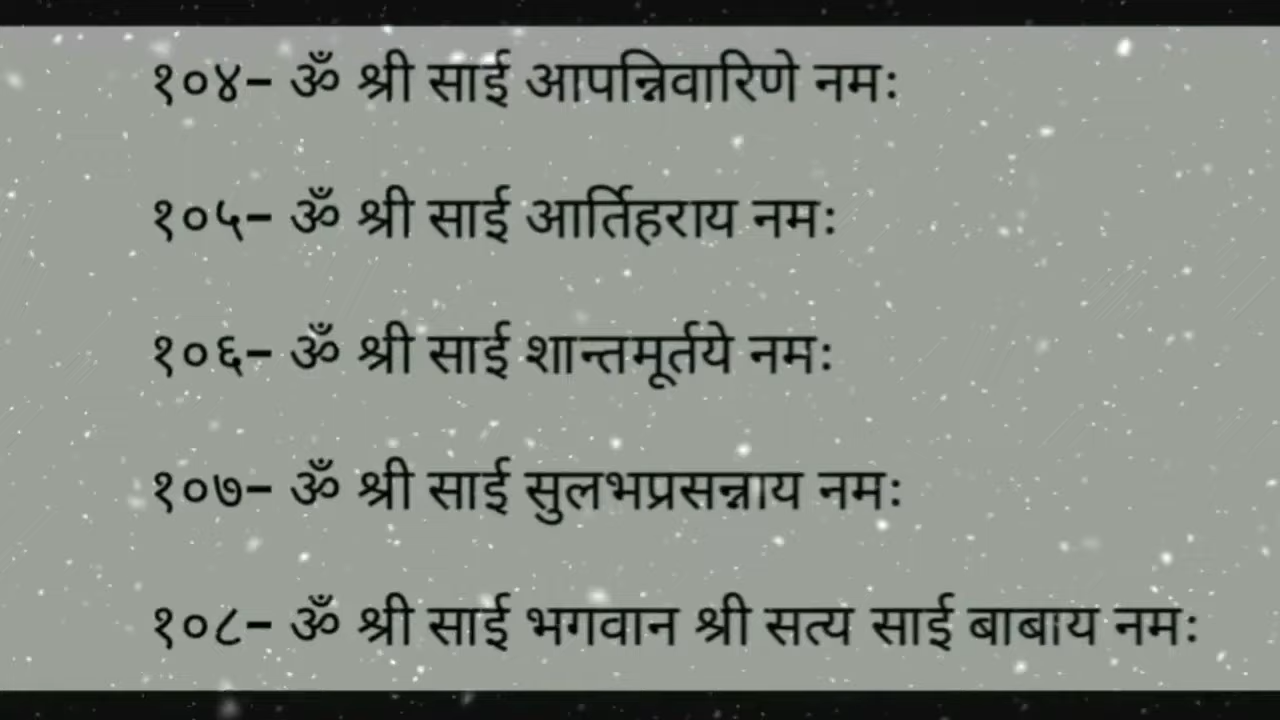 १०४– ॐ श्री साई आपन्निवारिणे नमः
१०५– ॐ श्री साई आर्तिहराय नमः
१०६– ॐ श्री साई शान्तमूर्तये नमः
१०७– ॐ श्री साई सुलभप्रसन्नाय नमः
१०८– ॐ श्री साई भगवान श्री सत्य साई बाबाय नमः